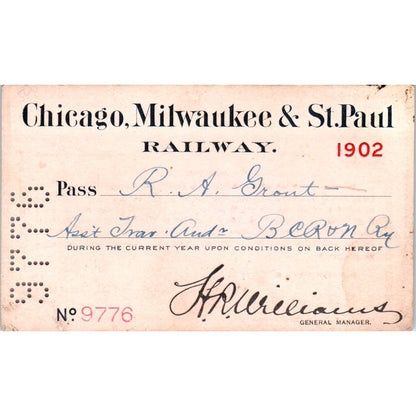 Chicago, Milwaukee & St. Paul
RAILWAY.
1902
Pass R. A. Grout
Ass't Trav. Audr B C R & N Ry
DURING THE CURRENT YEAR UPON CONDITIONS ON BACK HEREOF
9776
No. 9776
H.R. Williams
GENERAL MANAGER.